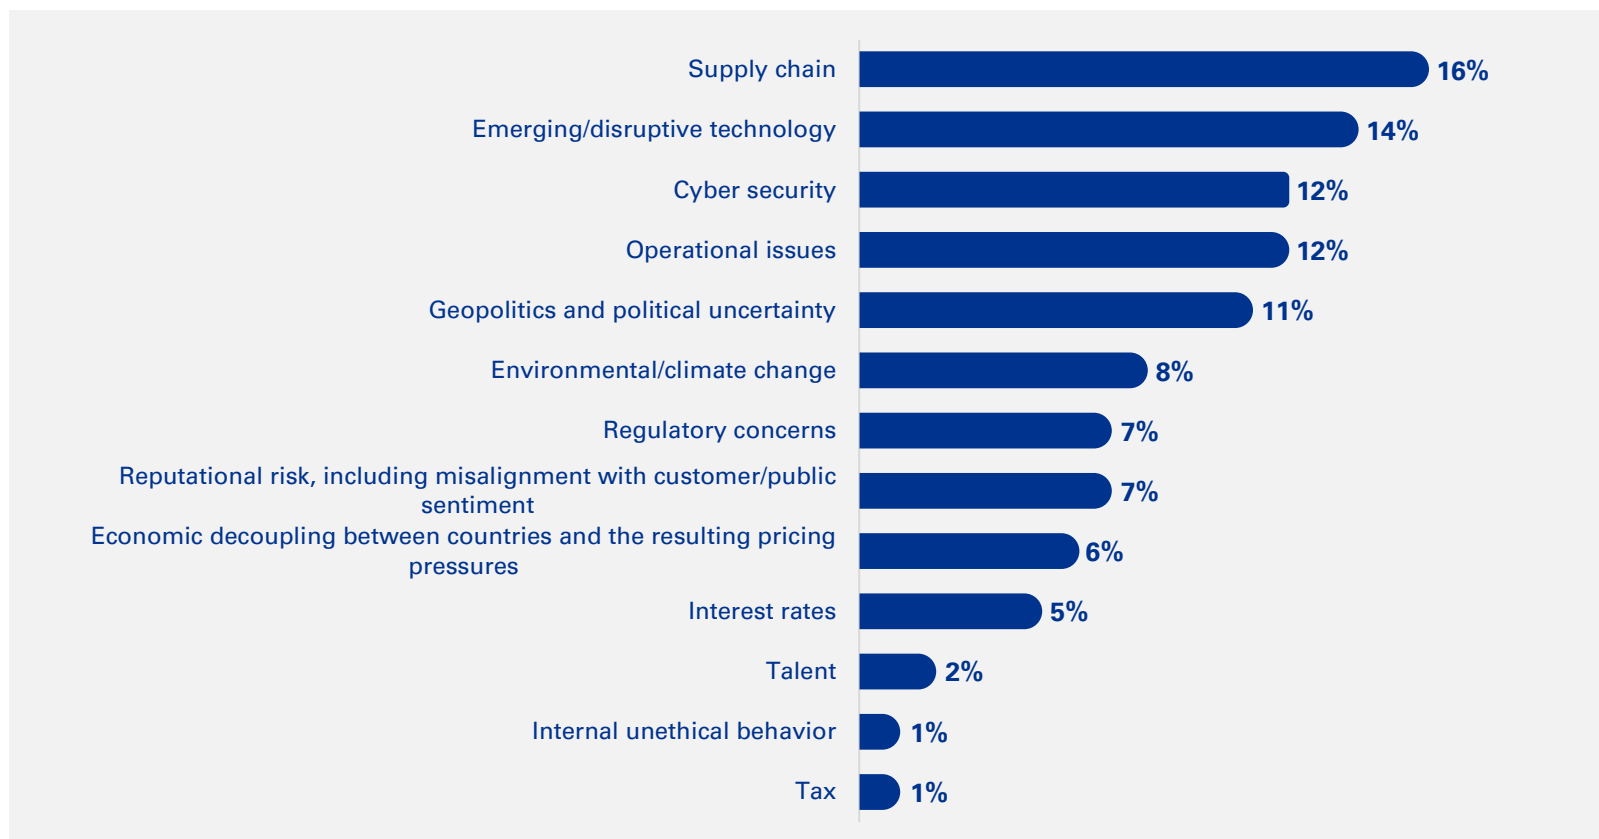 Supply chain 16%
Emerging/disruptive technology 14%
Cyber security 12%
Operational issues 12%
Geopolitics and political uncertainty 11%
Environmental/climate change 8%
Regulatory concerns 7%
Reputational risk, including misalignment with customer/public
sentiment 7%
Economic decoupling between countries and the resulting pricing
pressures 6%
Interest rates 5%
Talent 2%
Internal unethical behavior 1%
Tax 1%